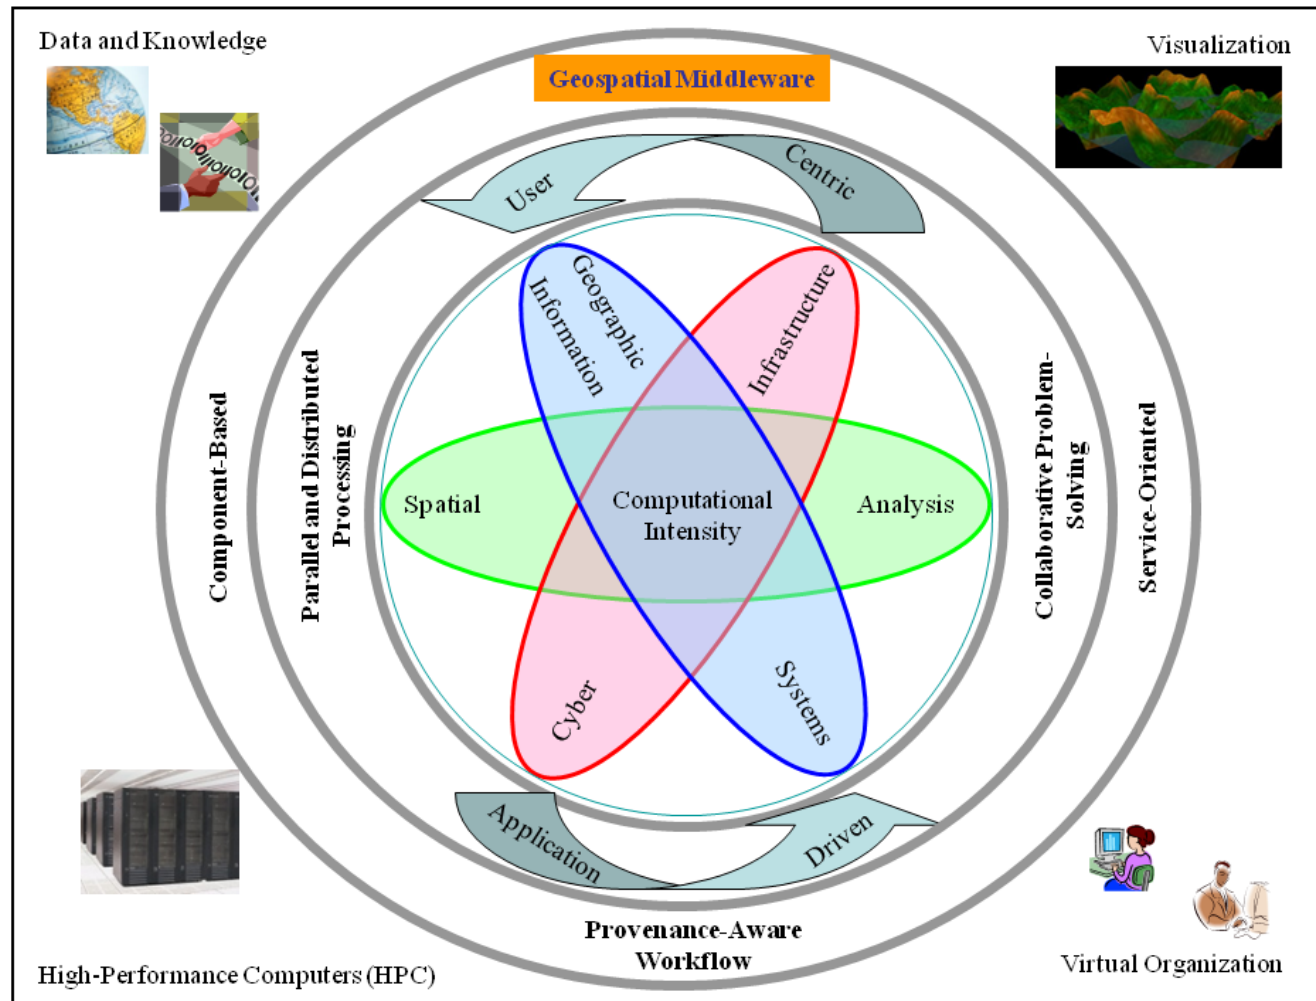 Data and Knowledge
Visualization
Geospatial Middleware
User
Centric
Geographic
Information
Infrastructure
Component-Based
Parallel and Distributed
Processing
Spatial
Computational
Intensity
Analysis
Collaborative Problem-
Solving
Service-Oriented
Cyber
Systems
Application
Driven
Provenance-Aware
Workflow
High-Performance Computers (HPC)
Virtual Organization